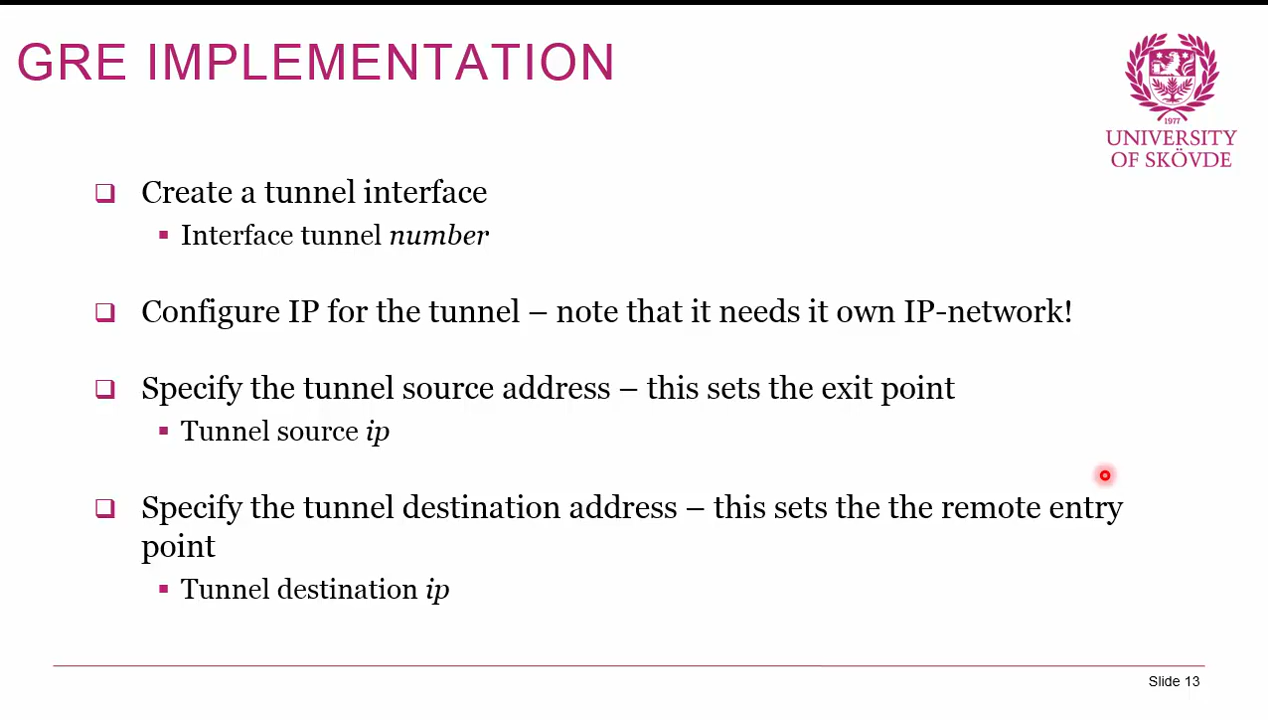 GRE IMPLEMENTATION
1977
UNIVERSITY
OF SKÖVDE
Create a tunnel interface
Interface tunnel number
Configure IP for the tunnel – note that it needs it own IP-network!
Specify the tunnel source address – this sets the exit point
Tunnel source ip
Specify the tunnel destination address – this sets the the remote entry
point
Tunnel destination ip
Slide 13